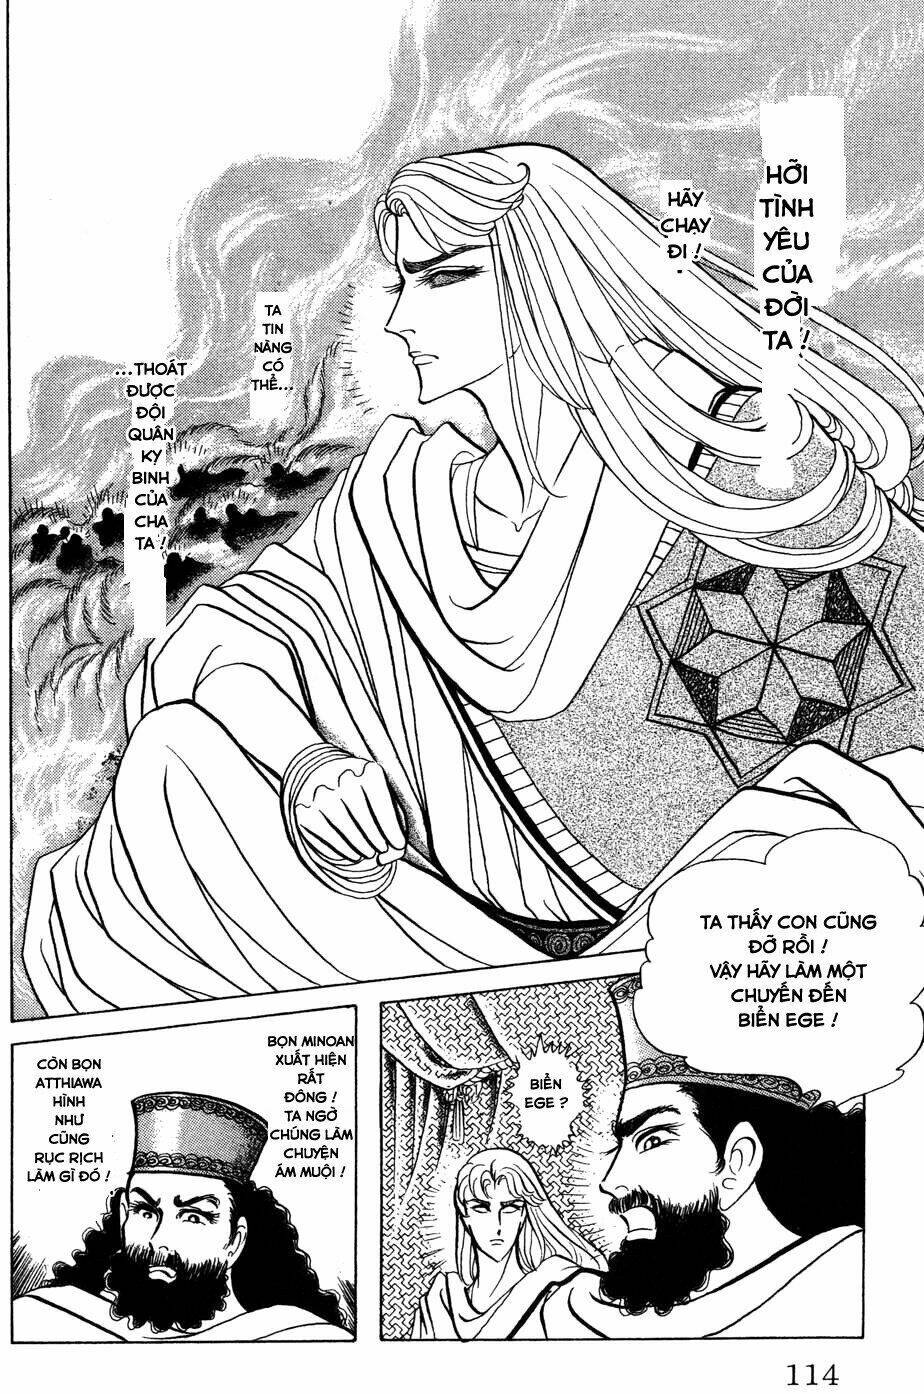 HỠI
TÌNH
YÊU
CỦA
ĐỜI
TA !
HÃY
CHẠY
ĐI !
TA
TIN
NÀNG
CÓ
THỂ...
...THOÁT
ĐƯỢC
ĐỘI
QUÂN
KỴ
BINH
CỦA
CHA
TA !
TA THẤY CON CŨNG
ĐỠ RỒI !
VẬY HÃY LÀM MỘT
CHUYẾN ĐẾN
BIỂN EGE !
BIỂN
EGE ?
BỌN MINOAN
XUẤT HIỆN
RẤT
ĐÔNG !
TA NGỜ
CHÚNG LÀM
CHUYỆN
ÁM MUỘI !
CÒN BỌN
ATTHIAWA
HÌNH
NHƯ
CŨNG
RỤC RỊCH
LÀM GÌ ĐÓ !
114